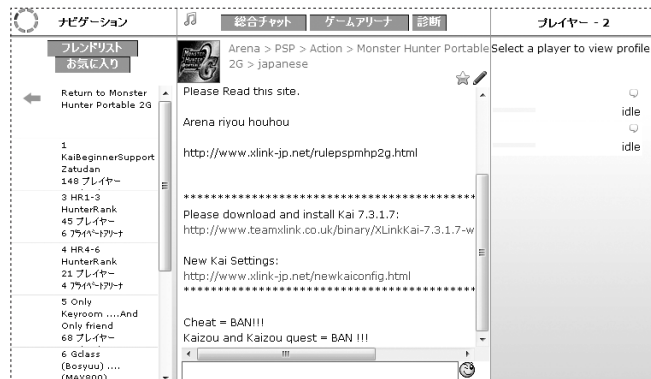 ナビゲーション
フレンドリスト
お気に入り
Return to Monster
Hunter Portable 2G
1
KaiBeginnerSupport
Zatudan
148 プレイヤー
3 HR1-3
HunterRank
45 プレイヤー
6 プライベートアリーナ
4 HR4-6
HunterRank
21 プレイヤー
4 プライベートアリーナ
5 Only
Keyroom ....And
Only friend
68 プレイヤー
6 Gclass
(Bosyuu) ....
(MAX800)
総合チャット
ゲームアリーナ
診断
Arena > PSP > Action > Monster Hunter Portable
2G > japanese
Please Read this site.
Arena riyou houhou
http://www.xlink-jp.net/rulepspmhp2g.html
**************************************************
Please download and install Kai 7.3.1.7:
http://www.teamxlink.co.uk/binary/XLinkKai-7.3.1.7-w
New Kai Settings:
http://www.xlink-jp.net/newkaiconfig.html
**************************************************
Cheat = BAN!!!
Kaizou and Kaizou quest = BAN !!!
プレイヤー - 2
Select a player to view profile
idle
idle